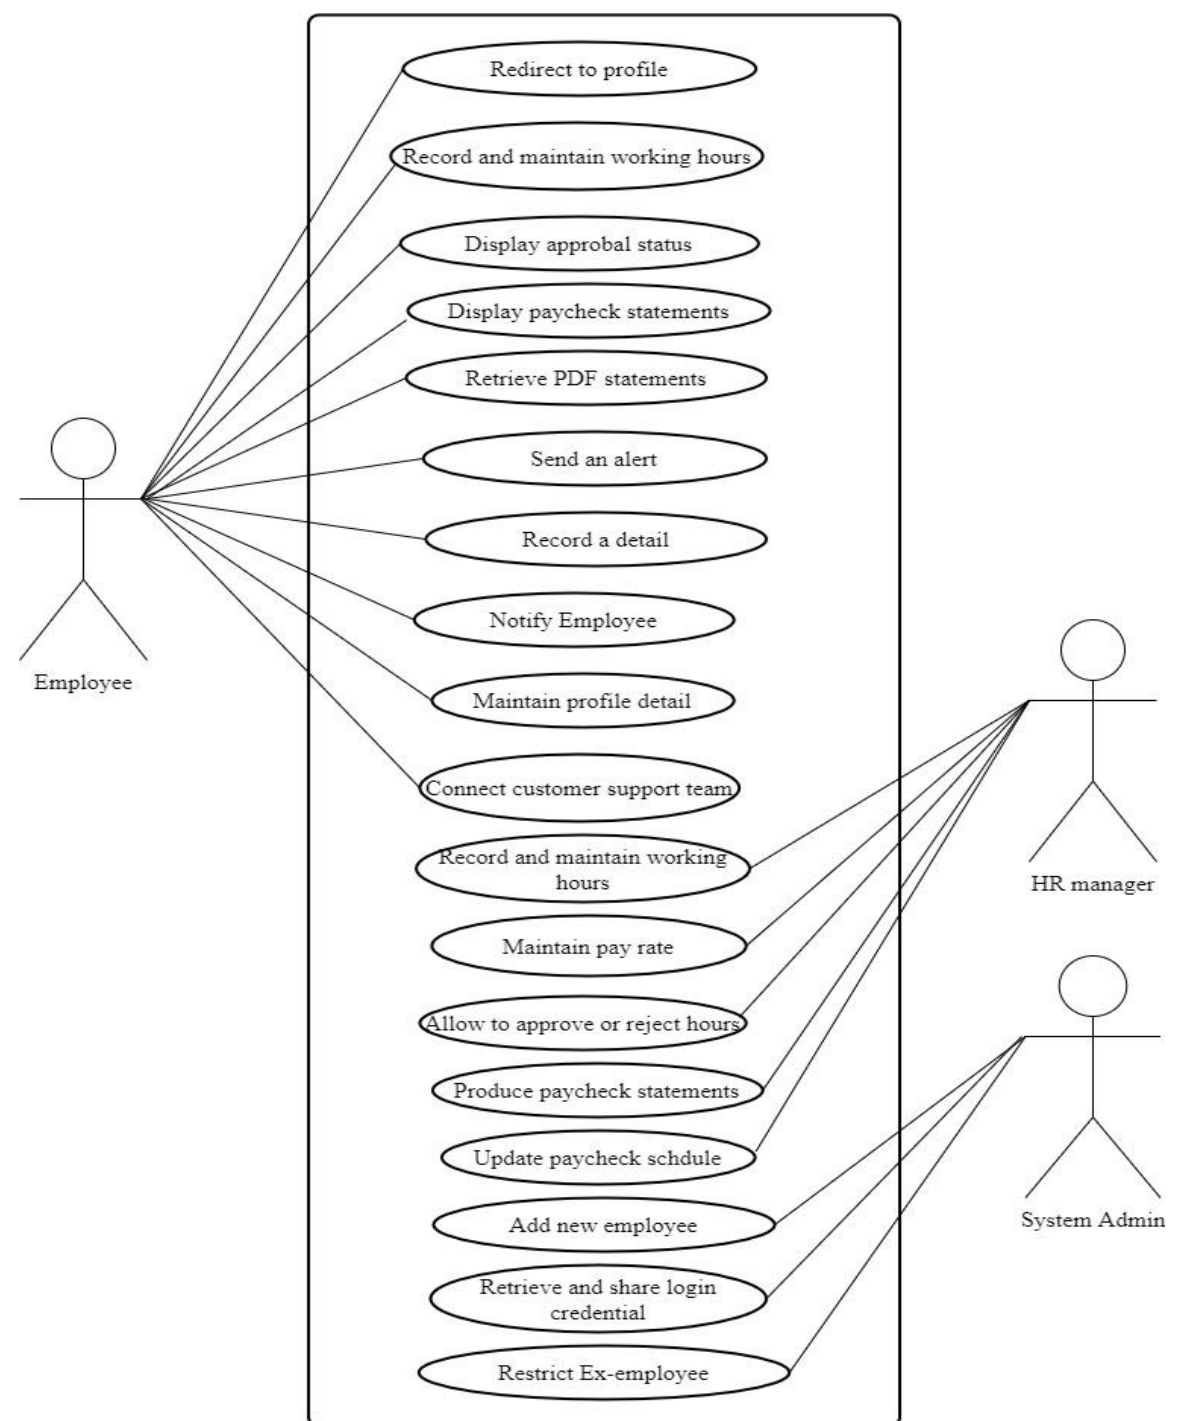 Redirect to profile
Record and maintain working hours
Display approbal status
Display paycheck statements
Retrieve PDF statements
Send an alert
Record a detail
Notify Employee
Employee
Maintain profile detail
Connect customer support team
Record and maintain working
hours
HR manager
Maintain pay rate
Allow to approve or reject hours
Produce paycheck statements
Update paycheck schdule
Add new employee
System Admin
Retrieve and share login
credential
Restrict Ex-employee